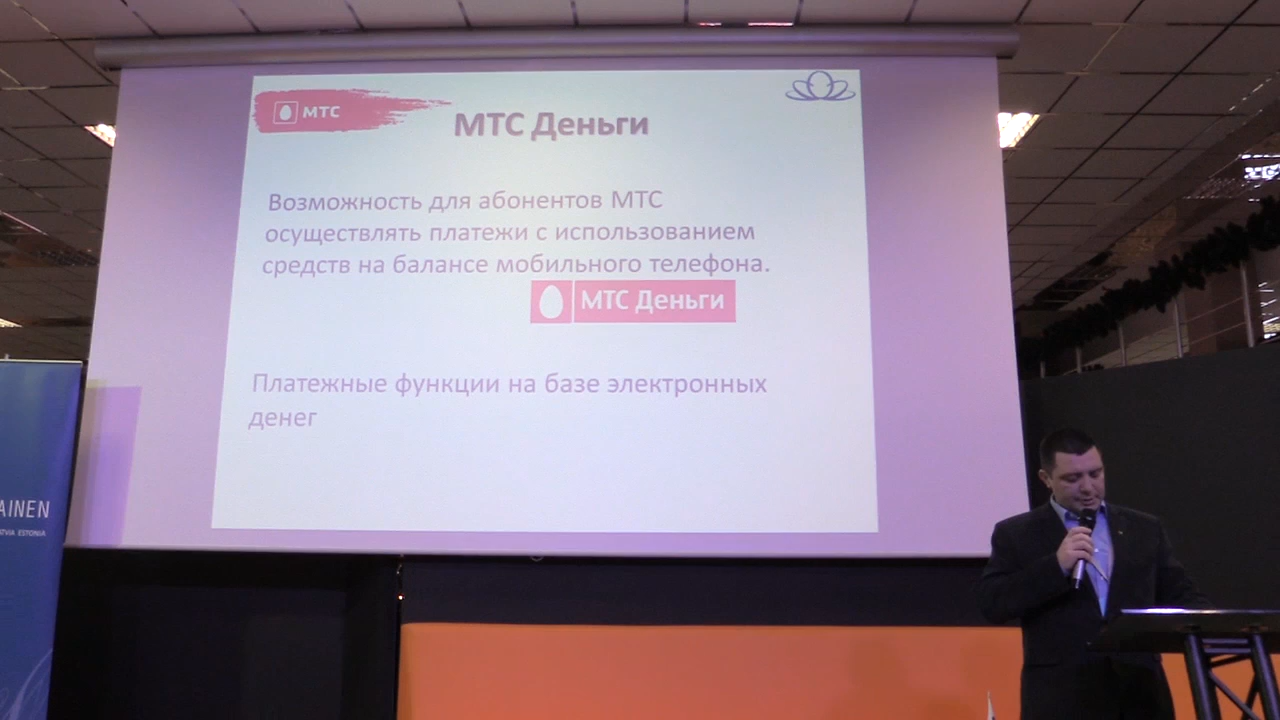 МТС
МТС Деньги
Возможность для абонентов МТС
осуществлять платежи с использованием
средств на балансе мобильного телефона.
МТС Деньги
Платежные функции на базе электронных
денег
AINEN
ATVIA ESTONIA